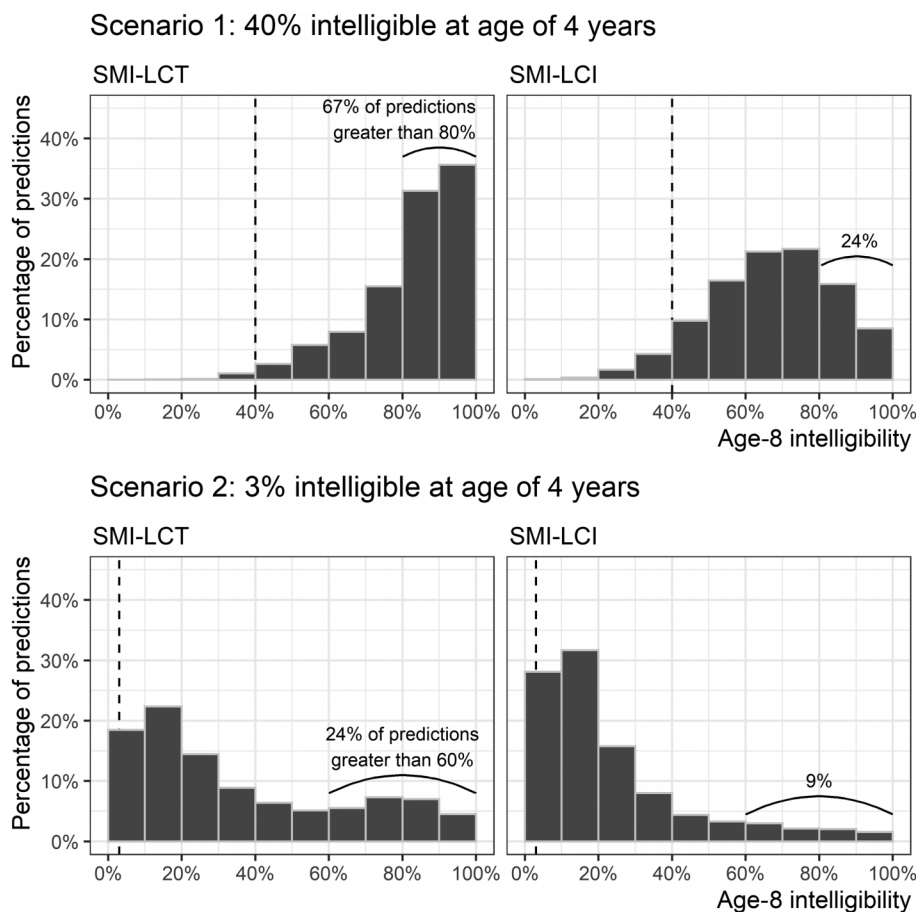 Scenario 1: 40% intelligible at age of 4 years
SMI-LCT
SMI-LCI
Percentage of predictions
40%
30%
20%
10%
0%
67% of predictions
greater than 80%
24%
0%
20%
40%
60%
80%
100%
0%
20%
40%
60%
80%
100%
Age-8 intelligibility
Scenario 2: 3% intelligible at age of 4 years
SMI-LCT
SMI-LCI
Percentage of predictions
40%
30%
20%
10%
0%
24% of predictions
greater than 60%
9%
0%
20%
40%
60%
80%
100%
0%
20%
40%
60%
80%
100%
Age-8 intelligibility